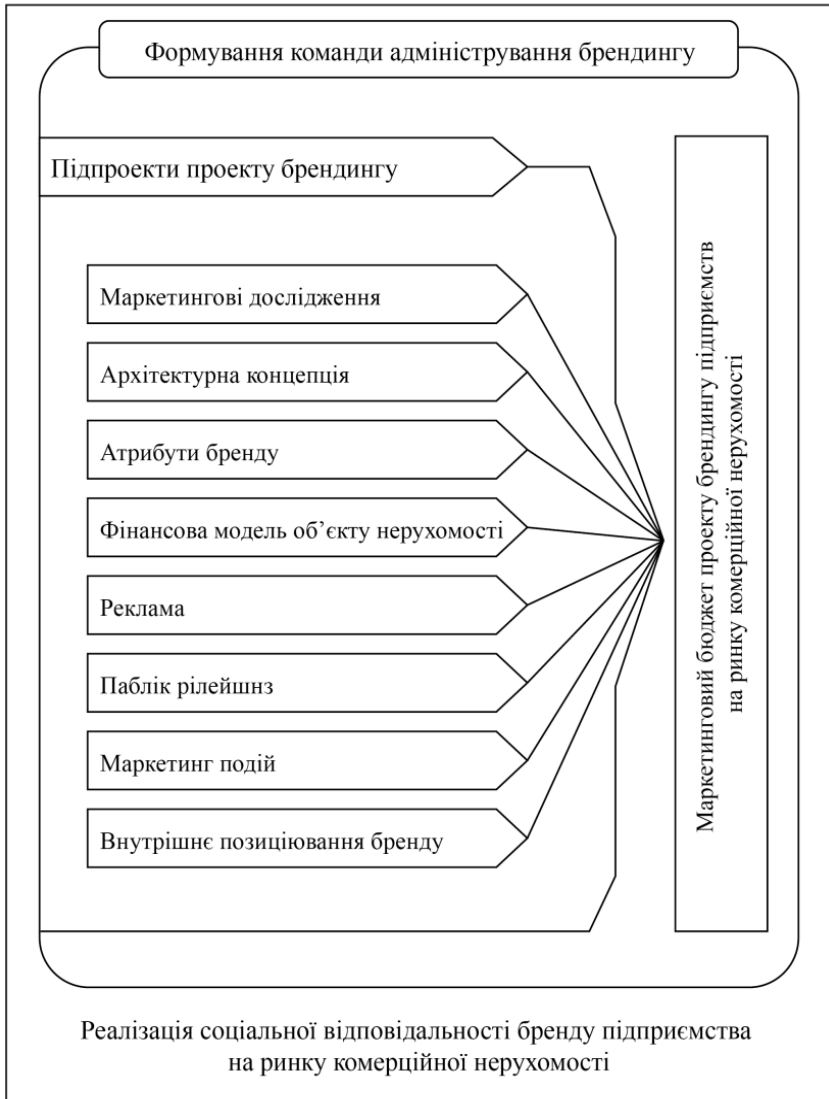 Формування команди адміністрування брендингу
Підпроекти проекту брендингу
Маркетингові дослідження
Архітектурна концепція
Атрибути бренду
Фінансова модель об’єкту нерухомості
Реклама
Паблік рілейшнз
Маркетинг подій
Внутрішнє позиціювання бренду
Маркетинговий бюджет проекту брендингу підприємств
на ринку комерційної нерухомості
Реалізація соціальної відповідальності бренду підприємства
на ринку комерційної нерухомості